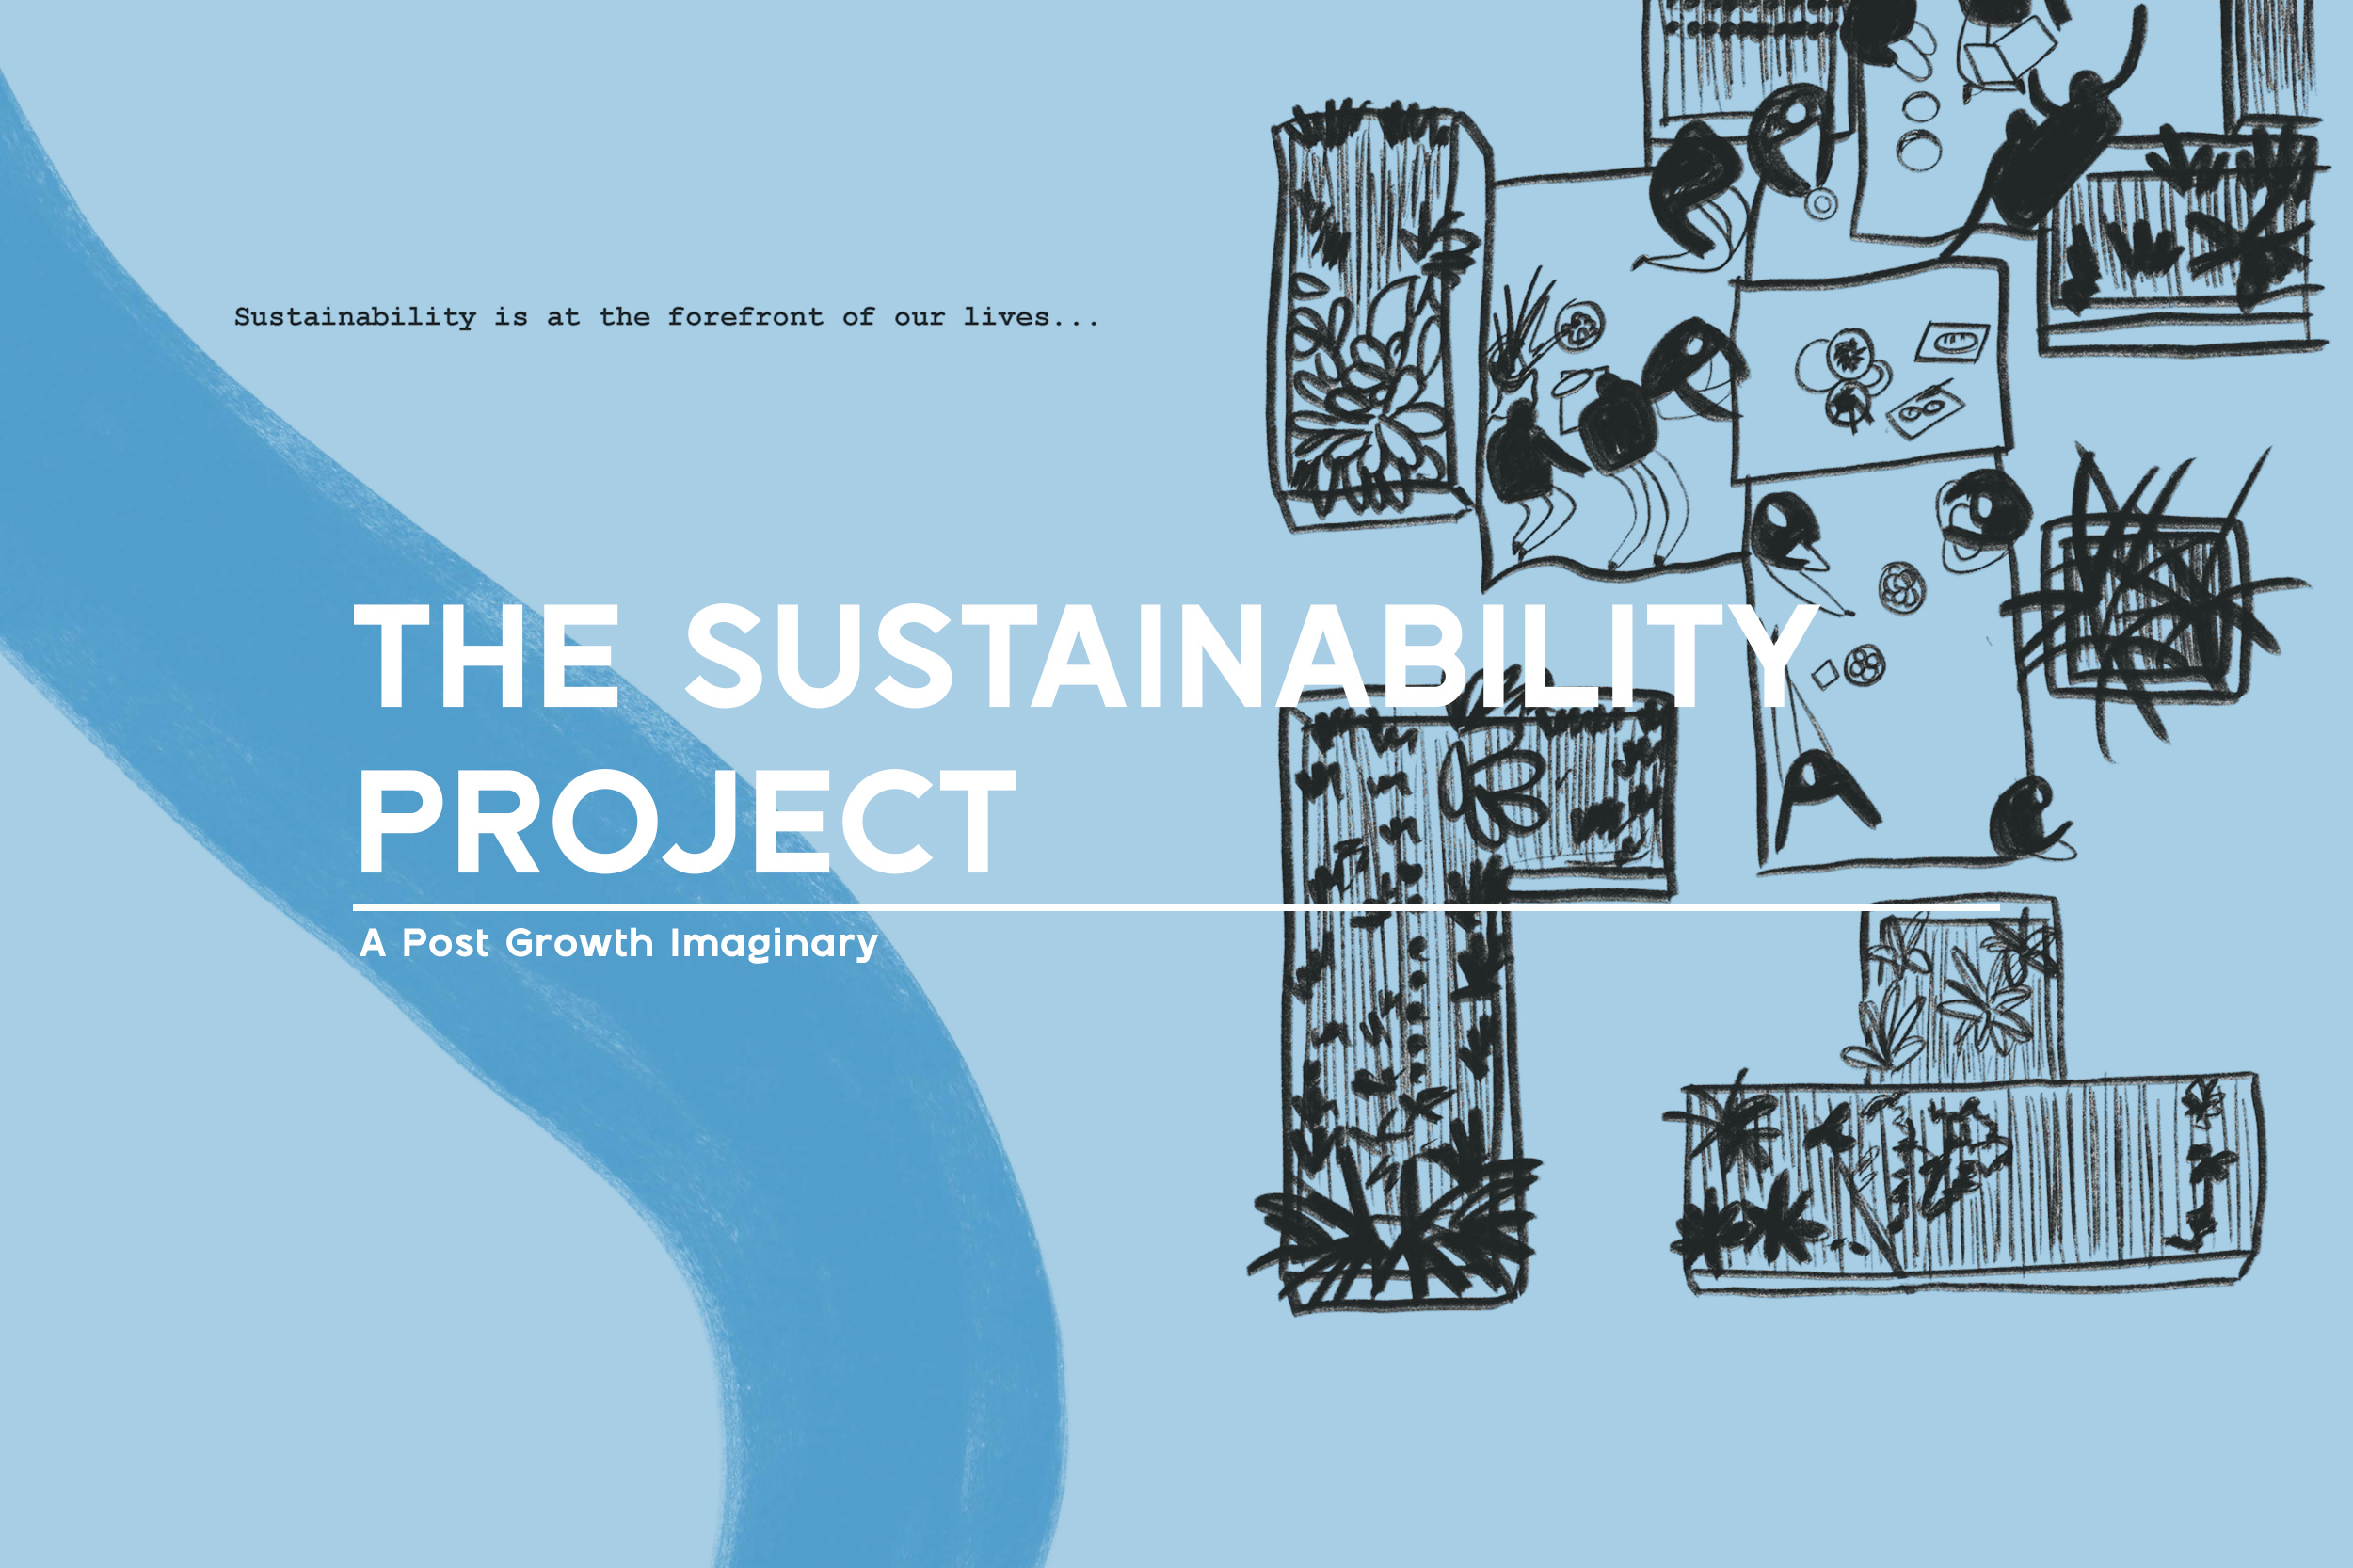 Sustainability is at the forefront of our lives...
THE SUSTAINABILITY
PROJECT
A Post Growth Imaginary